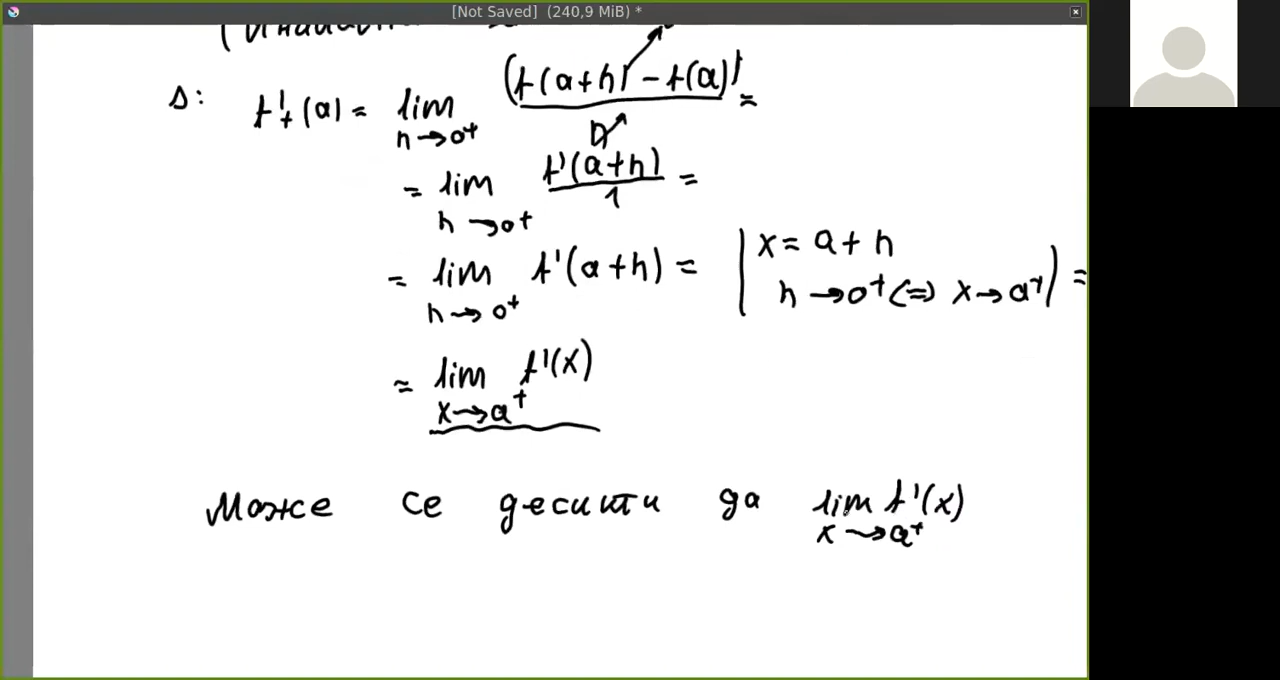 [Not Saved] (240,9 MiB) *
Δ: f'₊(a) = lim h→0⁺ (f(a+h) - f(a))' / h' =
= lim h→0⁺ f'(a+h) / 1 =
= lim h→0⁺ f'(a+h) = | x = a+h h→0⁺ (=) x→a⁺ | =
= lim x→a⁺ f'(x)
Може се десити да lim x→a⁺ f'(x)